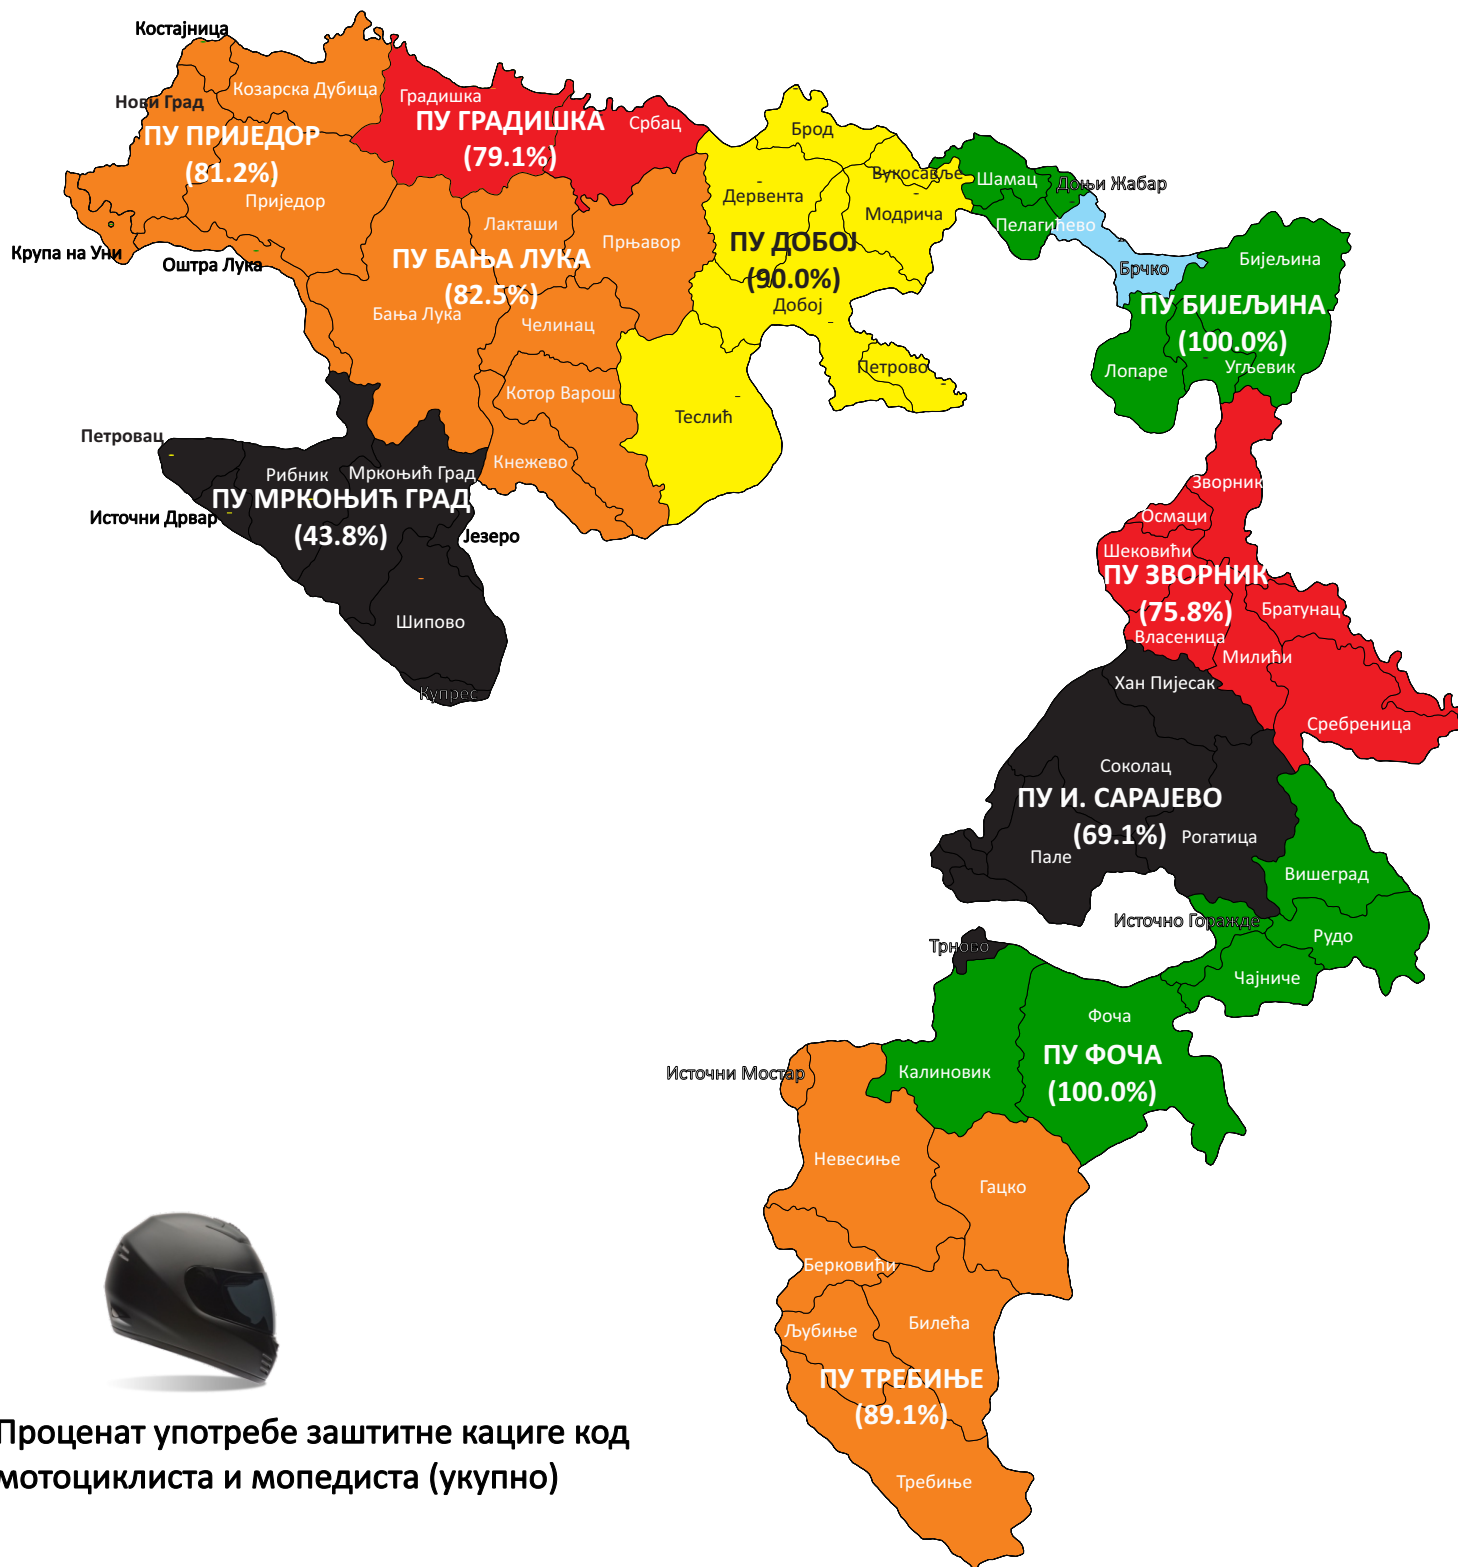 Костајница
Козарска Дубица
Нови Град
ПУ ПРИЈЕДОР
(81.2%)
Приједор
Крупа на Уни
Оштра Лука
Градишка
ПУ ГРАДИШКА
(79.1%)
Србац
Лакташи
Прњавор
ПУ БАЊА ЛУКА
(82.5%)
Бања Лука
Челинац
Котор Варош
Кнежево
Брод
Вукосавље
Дервента
Модрича
ПУ ДОБОЈ
(90.0%)
Добој
Петрово
Теслић
Шамац
Доњи Жабар
Пелагићево
Брчко
Бијељина
ПУ БИЈЕЉИНА
(100.0%)
Лопаре
Угљевик
Петровац
Рибник
Мркоњић Град
ПУ МРКОЊИЋ ГРАД
(43.8%)
Источни Дрвар
Језеро
Шипово
Купрес
Зворник
Осмаци
Шековићи
ПУ ЗВОРНИК
(75.8%)
Братунац
Власеница
Милићи
Сребреница
Хан Пијесак
Соколац
ПУ И. САРАЈЕВО
(69.1%)
Рогатица
Пале
Вишеград
Источно Горажде
Рудо
Трново
Чајниче
Фоча
ПУ ФОЧА
(100.0%)
Калиновик
Источни Мостар
Невесиње
Гацко
Берковићи
Љубиње
Билећа
ПУ ТРЕБИЊЕ
(89.1%)
Требиње
Проценат употребе заштитне кациге код
мотоциклиста и мопедиста (укупно)